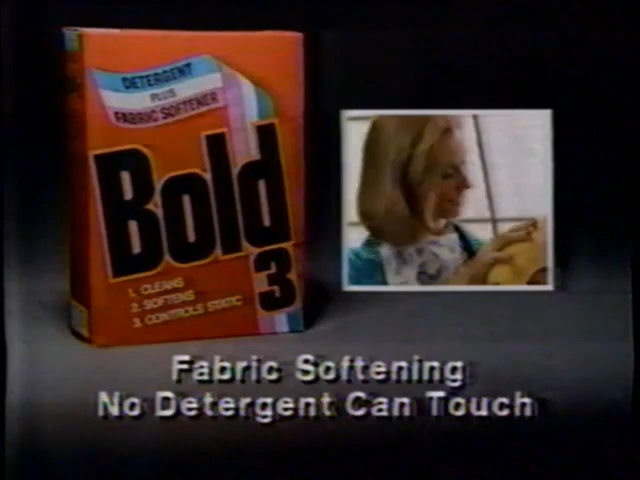 DETERGENT
PLUS
FABRIC SOFTENER
Bold
3
1. CLEANS
2. SOFTENS
3. CONTROLS STATIC
Fabric Softening
No Detergent Can Touch